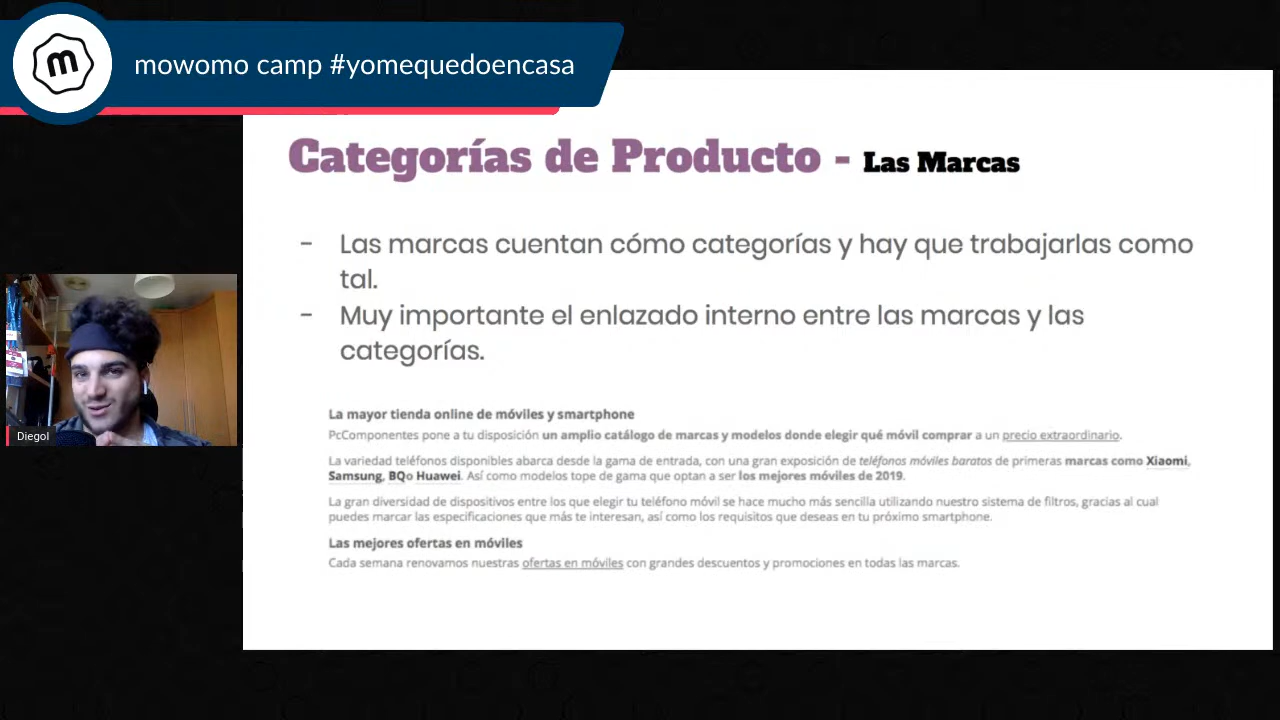 m
mowomo camp #yomequedoencasa
Categorías de Producto - Las Marcas
- Las marcas cuentan cómo categorías y hay que trabajarlas como
tal.
- Muy importante el enlazado interno entre las marcas y las
categorías.
La mayor tienda online de móviles y smartphone
PcComponentes pone a tu disposición un amplio catálogo de marcas y modelos donde elegir qué móvil comprar a un precio extraordinario.
La variedad teléfonos disponibles abarca desde la gama de entrada, con una gran exposición de teléfonos móviles baratos de primeras marcas como Xiaomi,
Samsung, BQo Huawei. Así como modelos tope de gama que optan a ser los mejores móviles de 2019.
La gran diversidad de dispositivos entre los que elegir tu teléfono móvil se hace mucho más sencilla utilizando nuestro sistema de filtros, gracias al cual
puedes marcar las especificaciones que más te interesan, así como los requisitos que deseas en tu próximo smartphone.
Las mejores ofertas en móviles
Cada semana renovamos nuestras ofertas en móviles con grandes descuentos y promociones en todas las marcas.
Diegol